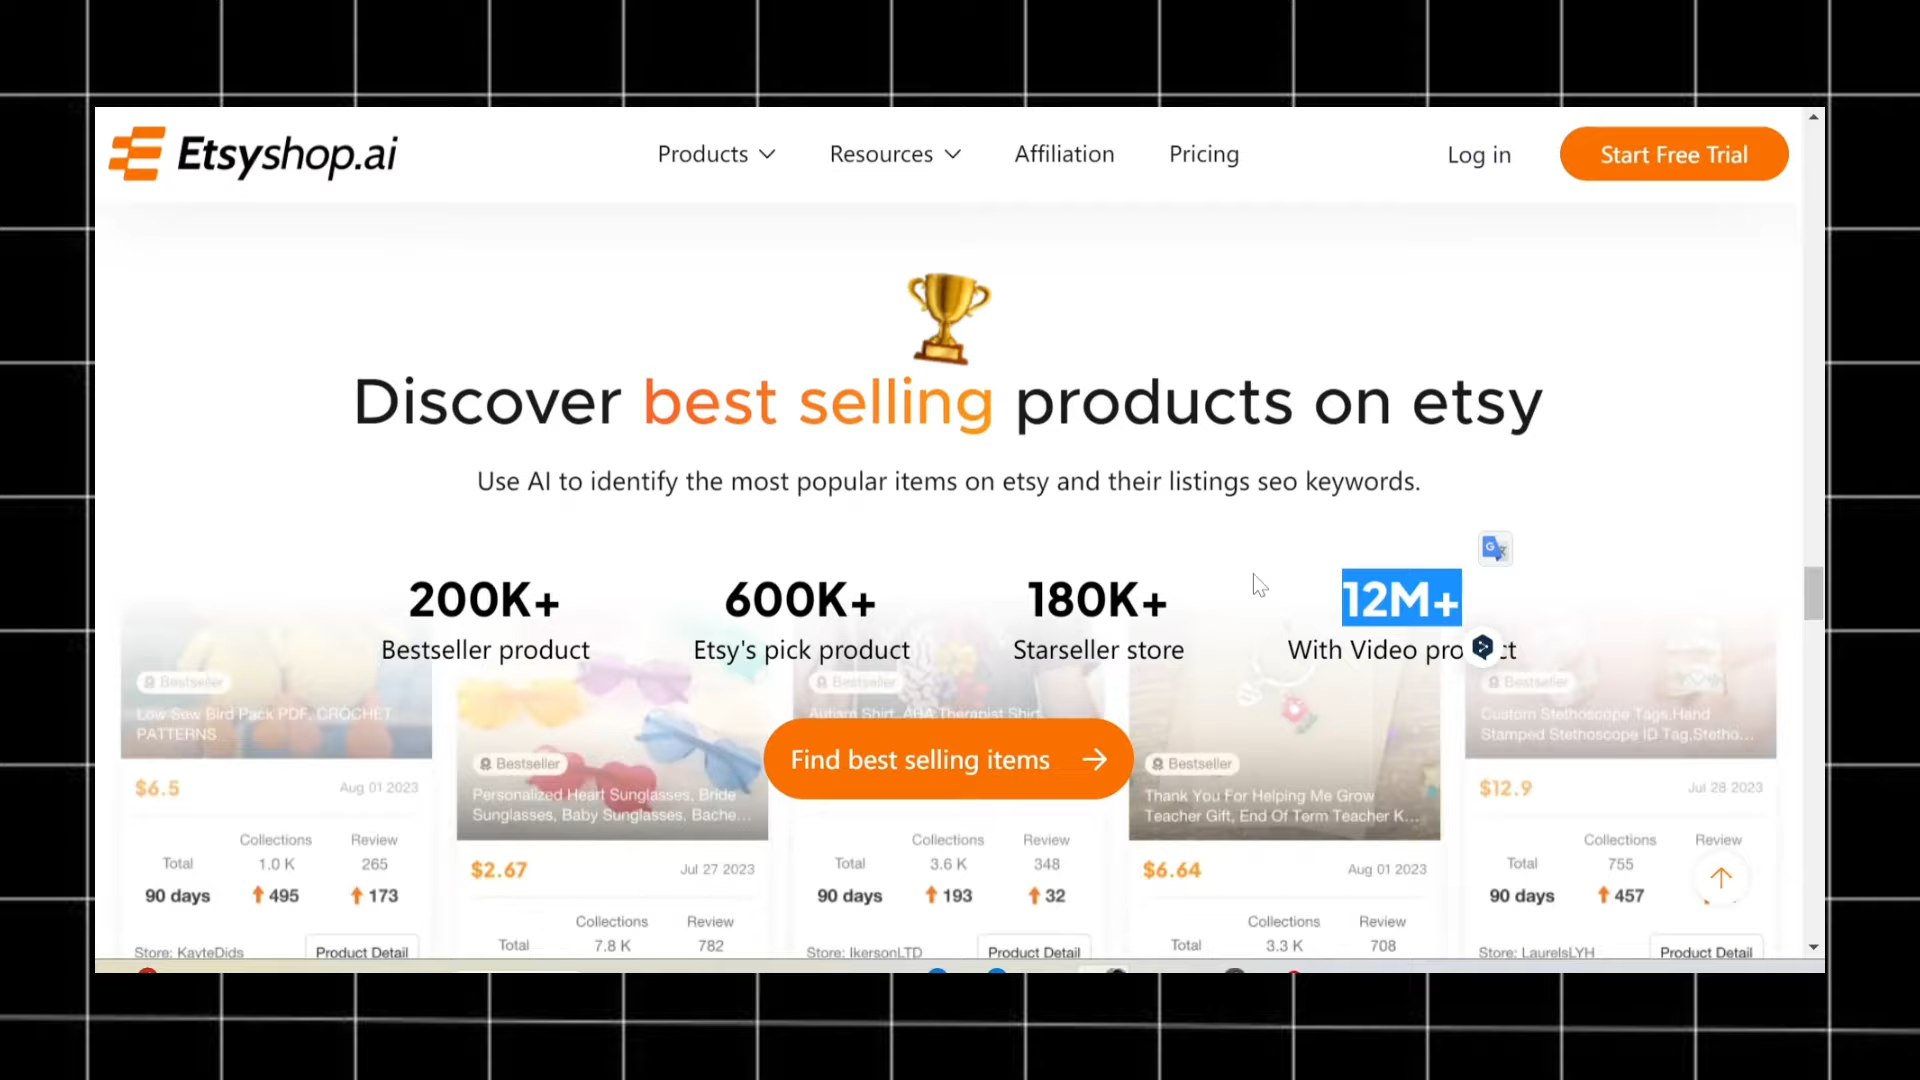 Etsyshop.ai
Products
Resources
Affiliation
Pricing
Log in
Start Free Trial
Discover best selling products on etsy
Use AI to identify the most popular items on etsy and their listings seo keywords.
200K+
600K+
180K+
12M+
Bestseller product
Etsy's pick product
Starseller store
With Video pro ct
Find best selling items
Bestseller
Low Sew Bird Pack PDF, CROCHET
PATTERNS
$6.5
Aug 01 2023
Collections Review
Total 1.0 K 265
90 days 495 173
Store: KayteDids
Product Detail
Bestseller
Personalized Heart Sunglasses, Bride
Sunglasses, Baby Sunglasses, Bache...
$2.67
Jul 27 2023
Collections Review
Total 7.8 K 782
Bestseller
Autism Shirt, ABA Therapist Shirt,
Collections Review
Total 3.6 K 348
90 days 193 32
Store: IkersonLTD
Product Detail
Bestseller
Thank You For Helping Me Grow
Teacher Gift, End Of Term Teacher K...
$6.64
Aug 01 2023
Collections Review
Total 3.3 K 708
Bestseller
Custom Stethoscope Tags,Hand
Stamped Stethoscope ID Tag,Stetho...
$12.9
Jul 28 2023
Collections Review
Total 755
90 days 457
Store: LaurelsLYH
Product Detail